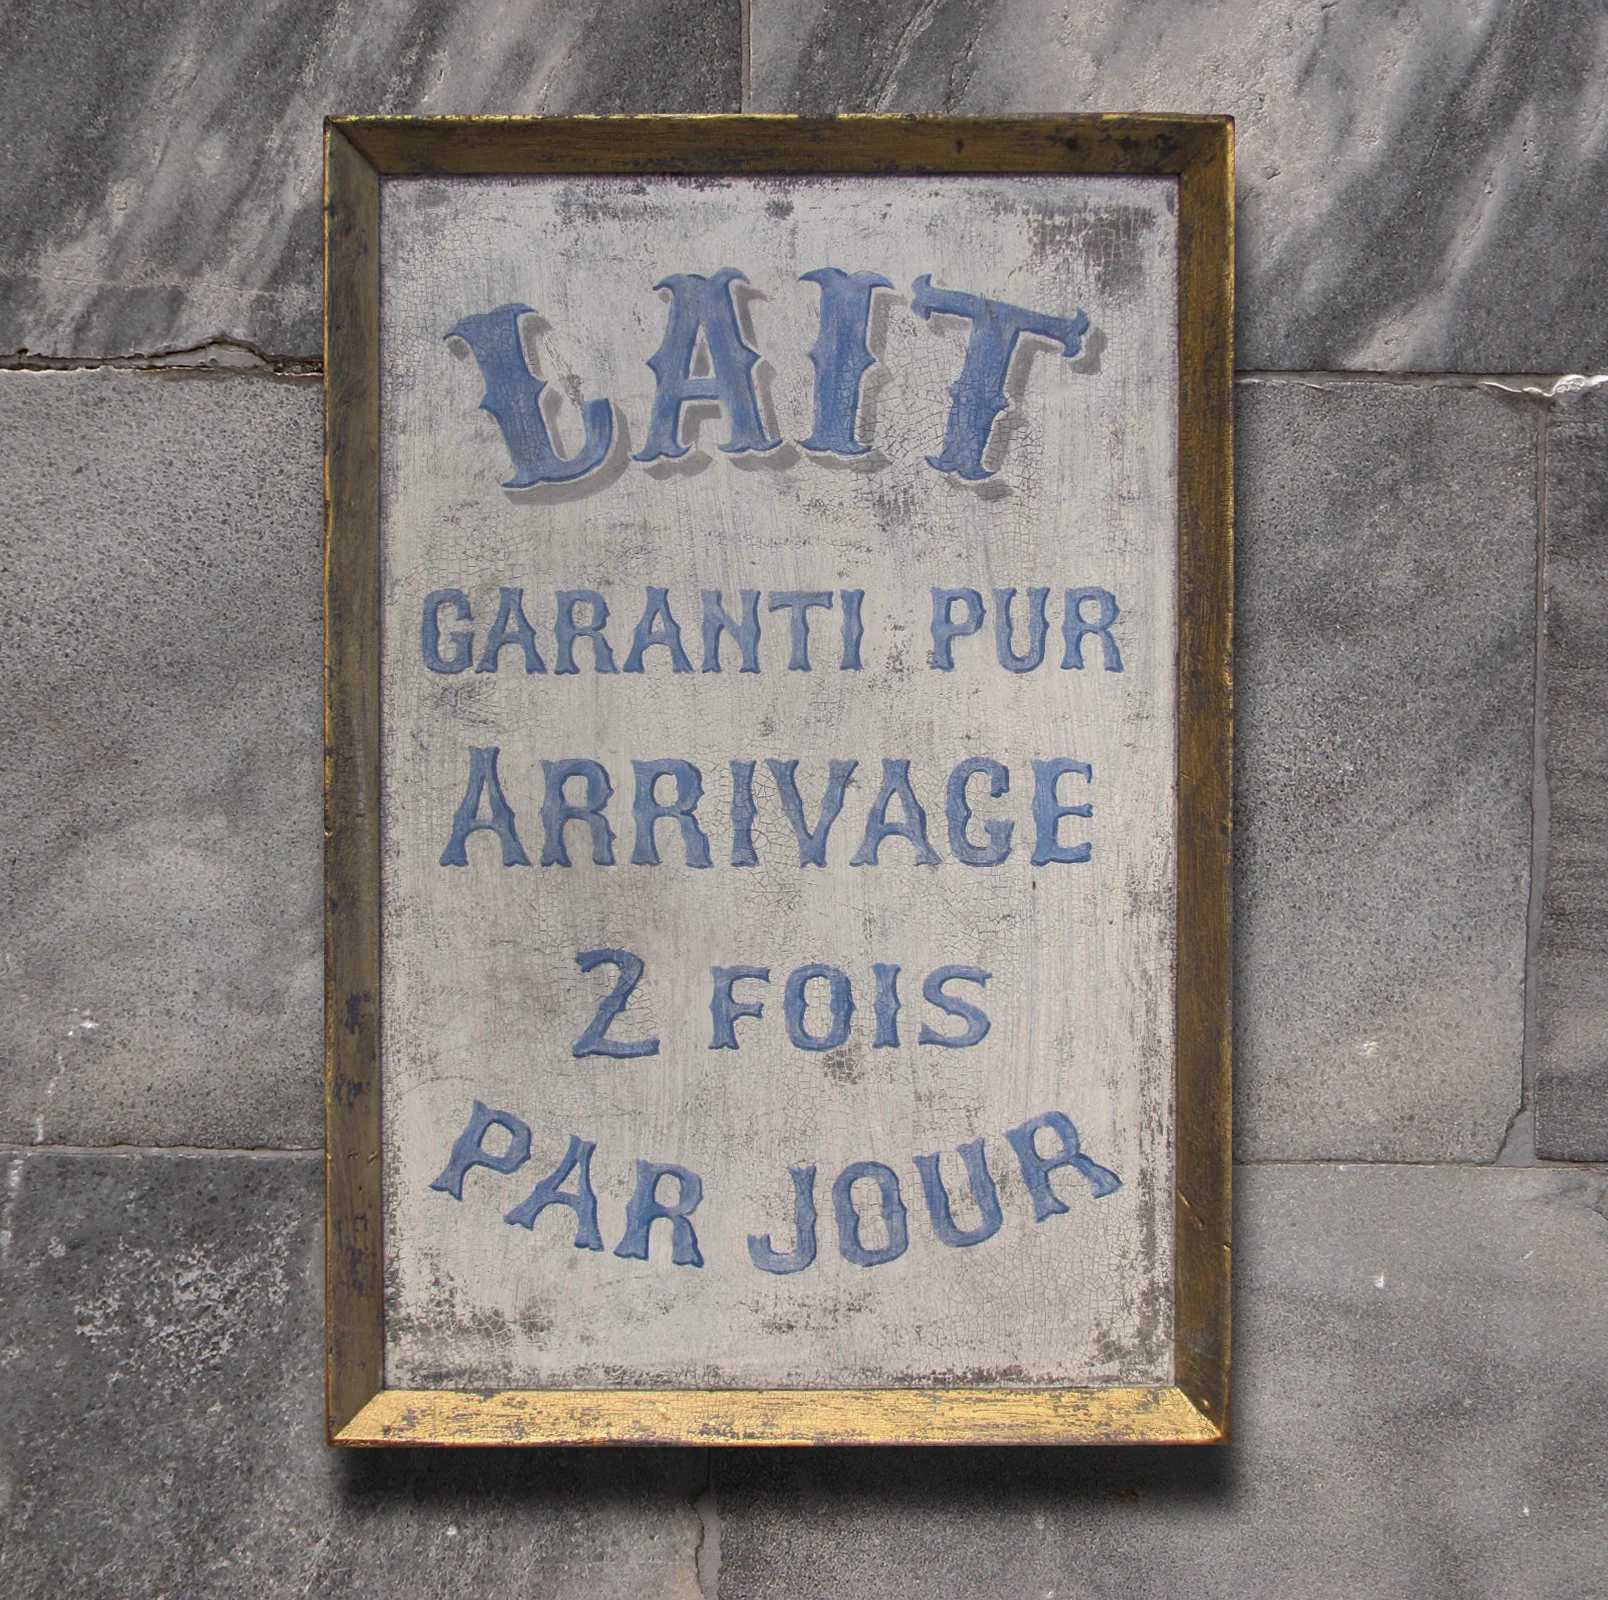 LAIT
GARANTI PUR
ARRIVAGE
2 FOIS
PAR JOUR